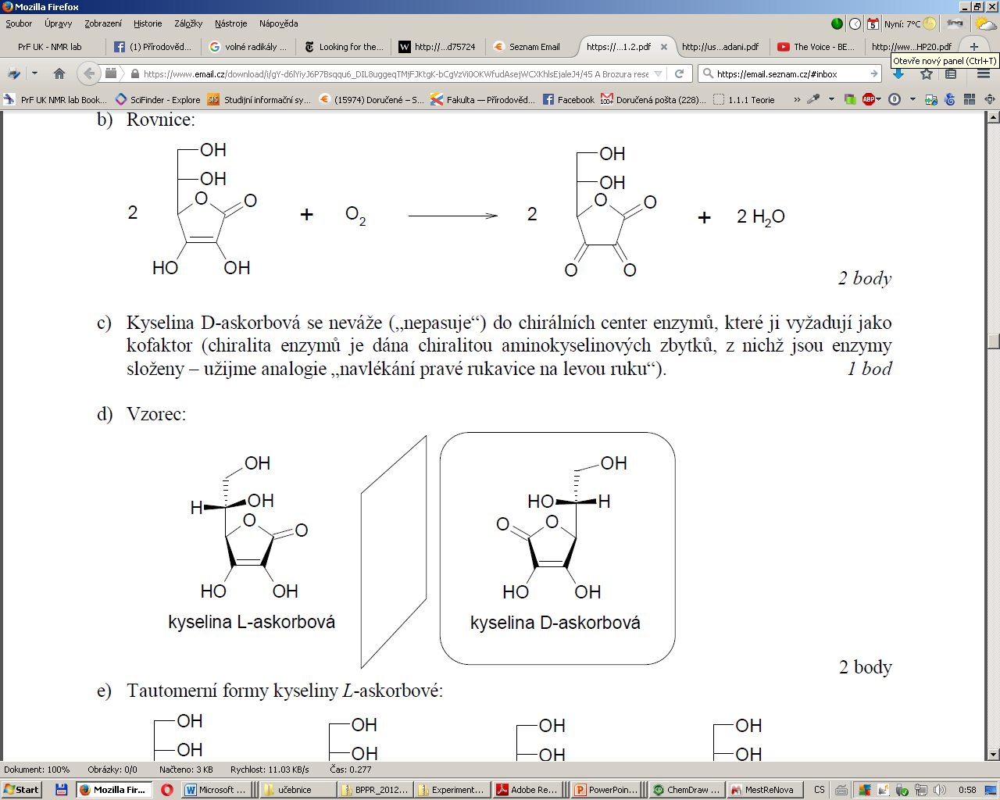 Mozilla Firefox
Soubor Úpravy Zobrazení Historie Záložky Nástroje Nápověda
5 Nyní: 7°C
PrF UK - NMR lab (1) Přírodověd... volné radikály ... Looking for the... http:/...d75724 Seznam Email https:/...1.2.pdf http://us...adani.pdf The Voice - BE... http://ww...HP20.pdf
Otevře nový panel (Ctrl+T)
https://www.email.cz/download/i/ https://email.seznam.cz/#inbox
PrF UK NMR lab Book... SciFinder - Explore SIS Studijní informační sy... (15974) Doručené – S... Fakulta — Přírodověd... Facebook 100+ Doručená pošta (228)... 1.1.1 Teorie » ABP
b) Rovnice:
OH OH
OH OH
O O O O
2 + O2 2 + 2 H2O
HO OH O O
2 body
c) Kyselina D-askorbová se neváže („nepasuje“) do chirálních center enzymů, které ji vyžadují jako
kofaktor (chiralita enzymů je dána chiralitou aminokyselinových zbytků, z nichž jsou enzymy
složeny – užijme analogie „navlékání pravé rukavice na levou ruku“). 1 bod
d) Vzorec:
OH OH
H OH HO H
O O O O
HO OH HO OH
kyselina L-askorbová kyselina D-askorbová
2 body
e) Tautomerní formy kyseliny L-askorbové:
OH OH OH OH
OH OH OH OH
Dokument: 100% Obrázky: 0/0 Načteno: 3 KB Rychlost: 11.03 KB/s Čas: 0.277
Start Mozilla Fir... Microsoft ... učebnice BPPR_2012... Experiment... Adobe Re... PowerPoin... ChemDraw ... MestReNova CS 0:58